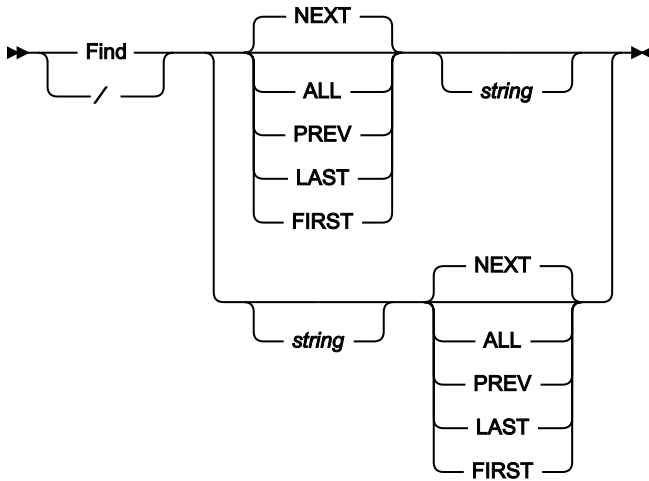 NEXT
Find
/
ALL
string
PREV
LAST
FIRST
NEXT
string
ALL
PREV
LAST
FIRST